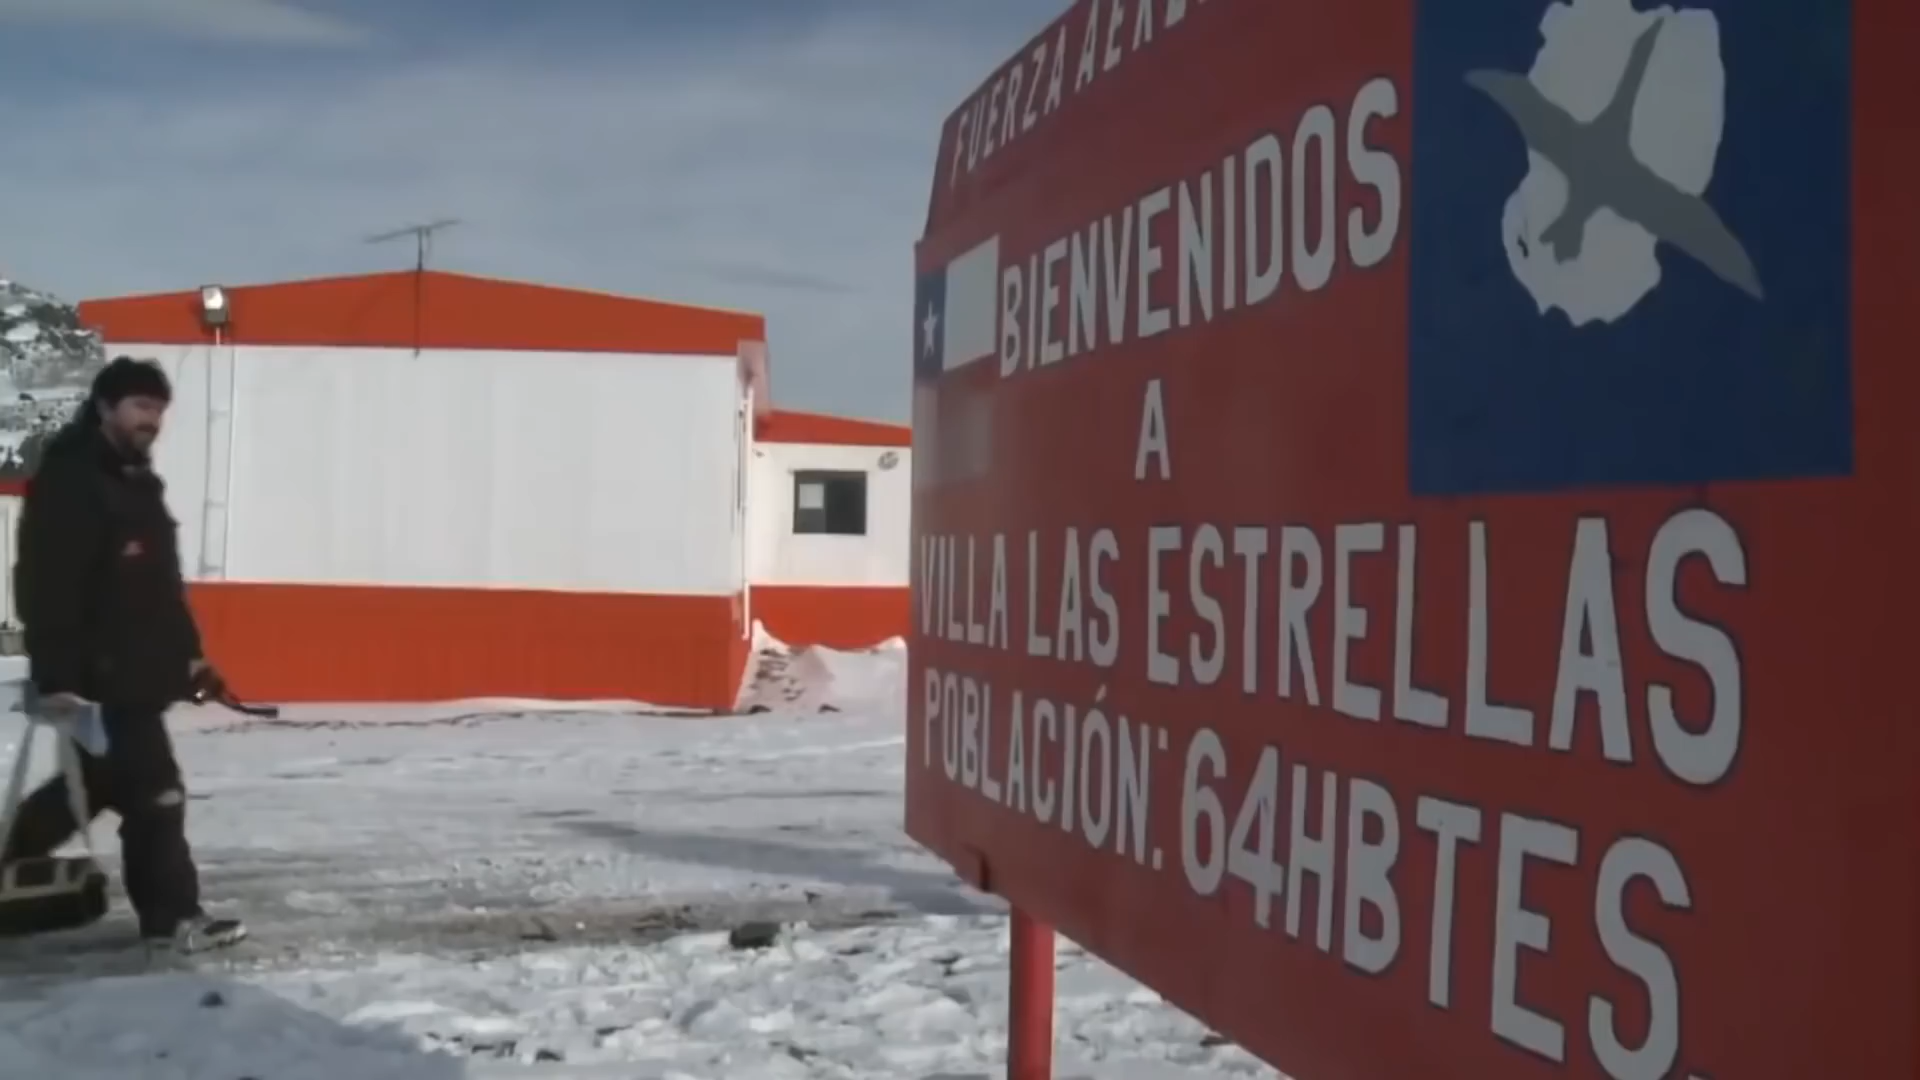 FUERZA
BIENVENIDOS
A
VILLA LAS ESTRELLAS
POBLACIÓN: 64HBTES.